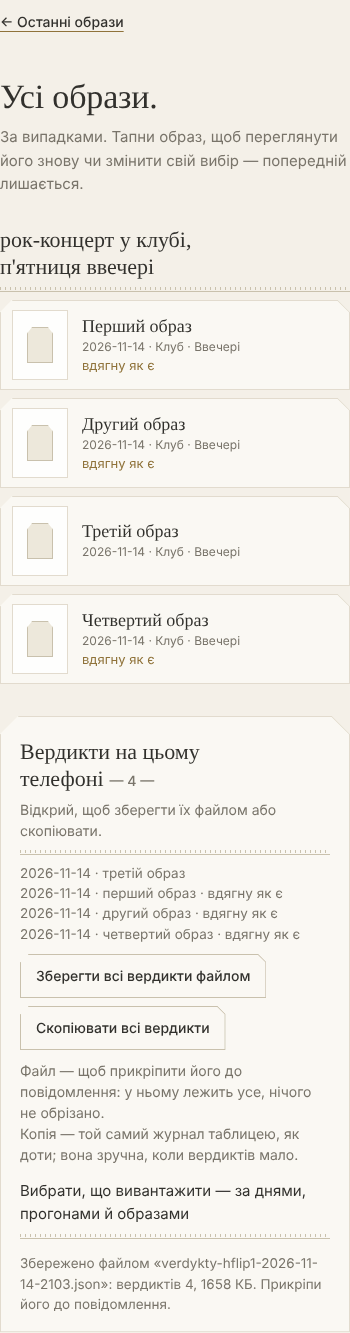 ← Останні образи
Усі образи.
За випадками. Тапни образ, щоб переглянути
його знову чи змінити свій вибір — попередній
лишається.
рок-концерт у клубі,
п'ятниця ввечері
Перший образ
2026-11-14 · Клуб · Ввечері
вдягну як є
Другий образ
2026-11-14 · Клуб · Ввечері
вдягну як є
Третій образ
2026-11-14 · Клуб · Ввечері
Четвертий образ
2026-11-14 · Клуб · Ввечері
вдягну як є
Вердикти на цьому
телефоні — 4 —
Відкрий, щоб зберегти їх файлом або
скопіювати.
2026-11-14 · третій образ
2026-11-14 · перший образ · вдягну як є
2026-11-14 · другий образ · вдягну як є
2026-11-14 · четвертий образ · вдягну як є
Зберегти всі вердикти файлом
Скопіювати всі вердикти
Файл — щоб прикріпити його до
повідомлення: у ньому лежить усе, нічого
не обрізано.
Копія — той самий журнал таблицею, як
доти; вона зручна, коли вердиктів мало.
Вибрати, що вивантажити — за днями,
прогонами й образами
Збережено файлом «verdykty-hflip1-2026-11-
14-2103.json»: вердиктів 4, 1658 КБ. Прикріпи
його до повідомлення.